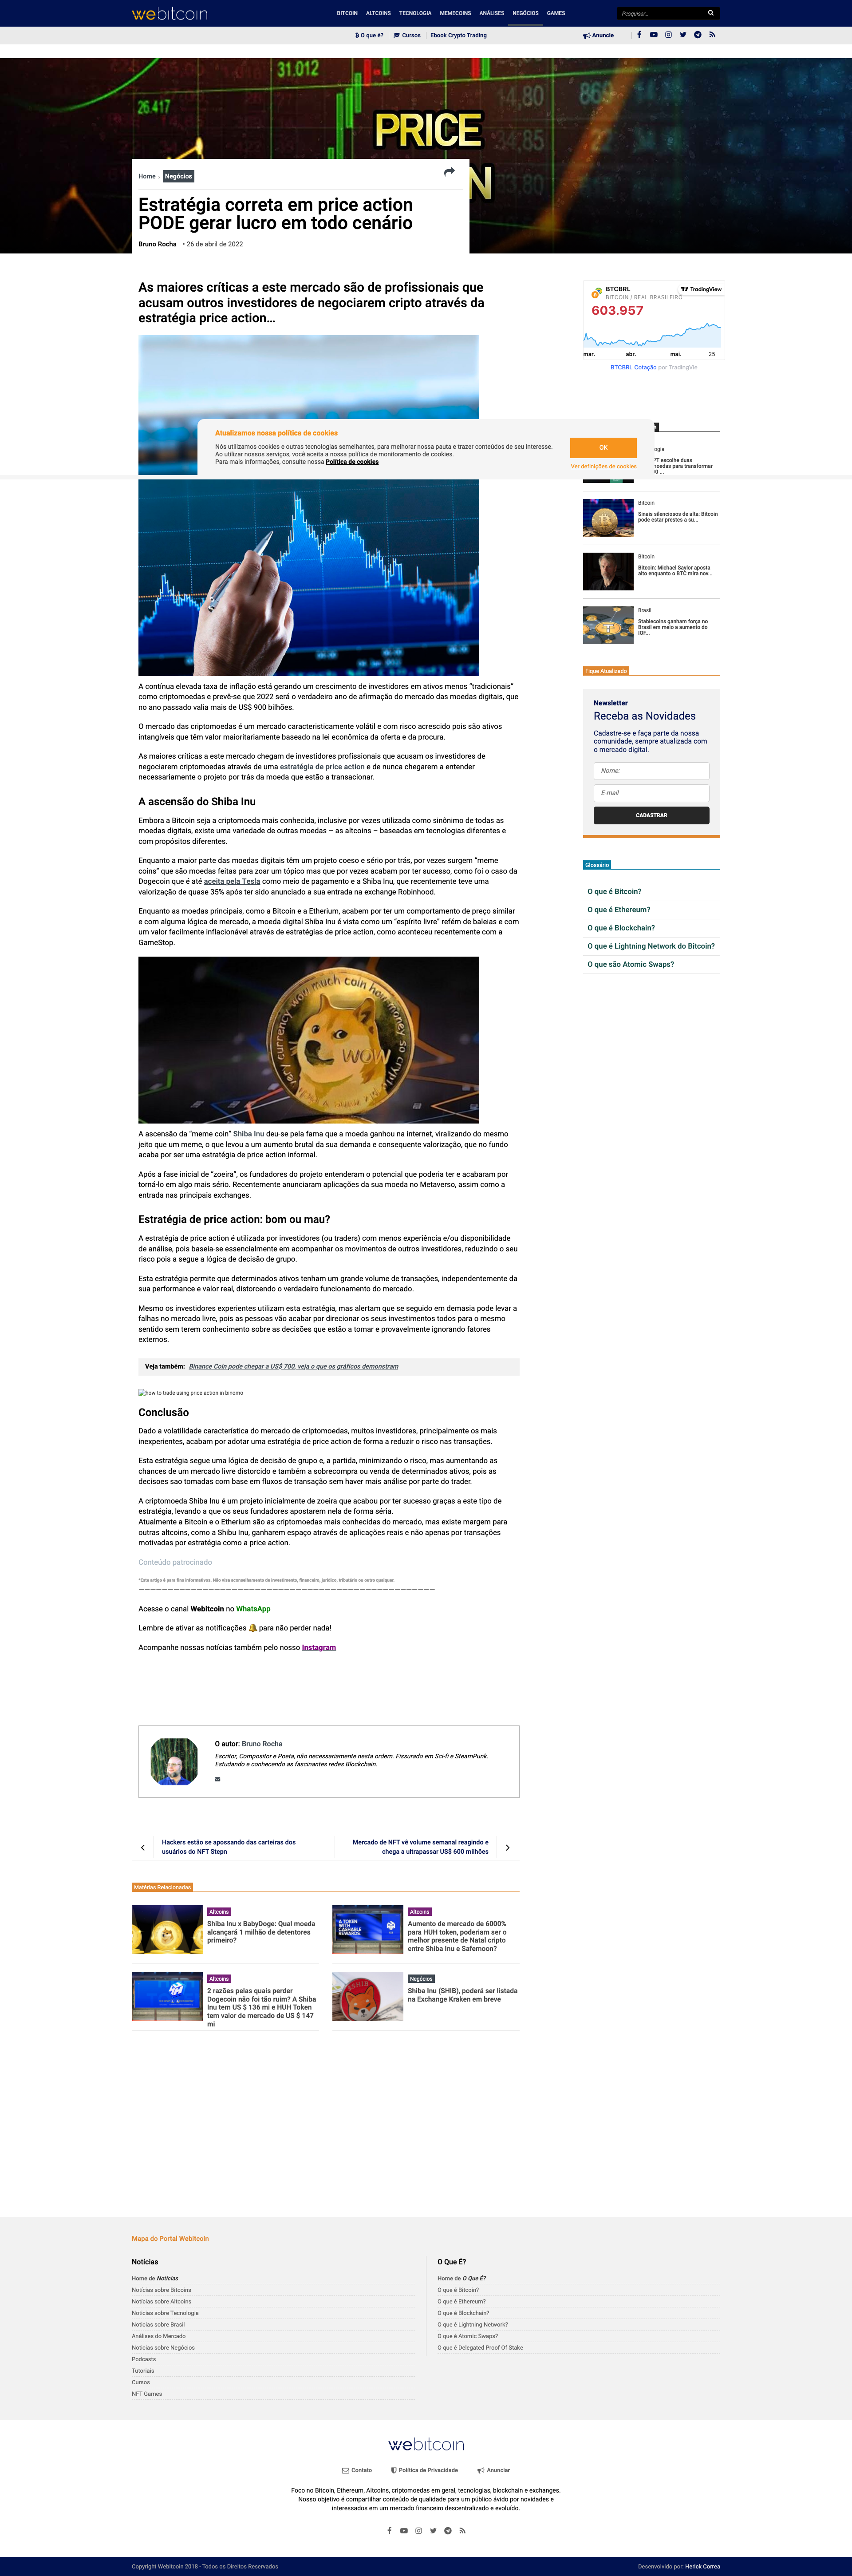 webitcoin
BITCOIN ALTCOINS TECNOLOGIA MEMECOINS ANÁLISES NEGÓCIOS GAMES
Pesquisar...
O que é? Cursos Ebook Crypto Trading
Anuncie
PRICE
Home Negócios
Estratégia correta em price action
PODE gerar lucro em todo cenário
Bruno Rocha • 26 de abril de 2022
As maiores críticas a este mercado são de profissionais que
acusam outros investidores de negociarem cripto através da
estratégia price action…
BTCBRL
BITCOIN / REAL BRASILEIRO
TradingView
603.957
mar. abr. mai. 25
BTCBRL Cotação por TradingVie
Atualizamos nossa política de cookies
Nós utilizamos cookies e outras tecnologias semelhantes, para melhorar nossa pauta e trazer conteudos de seu interesse.
Ao utilizar nossos serviços, você aceita a nossa política de monitoramento de cookies.
Para mais informações, consulte nossa Política de cookies
OK
Ver definições de cookies
Bitcoin
Sinais silenciosos de alta: Bitcoin
pode estar prestes a su...
Bitcoin
Bitcoin: Michael Saylor aposta
alto enquanto o BTC mira nov...
Brasil
Stablecoins ganham força no
Brasil em meio a aumento do
IOF...
Fique Atualizado
Newsletter
Receba as Novidades
Cadastre-se e faça parte da nossa
comunidade, sempre atualizada com
o mercado digital.
Nome:
E-mail
CADASTRAR
Glossário
O que é Bitcoin?
O que é Ethereum?
O que é Blockchain?
O que é Lightning Network do Bitcoin?
O que são Atomic Swaps?
A contínua elevada taxa de inflação está gerando um crescimento de investidores em ativos menos “tradicionais”
como criptomoedas e prevê-se que 2022 será o verdadeiro ano de afirmação do mercado das moedas digitais, que
no ano passado valia mais de US$ 900 bilhões.
O mercado das criptomoedas é um mercado caracteristicamente volátil e com risco acrescido pois são ativos
intangíveis que têm valor maioritariamente baseado na lei econômica da oferta e da procura.
As maiores críticas a este mercado chegam de investidores profissionais que acusam os investidores de
negociarem criptomoedas através de uma estratégia de price action e de nunca chegarem a entender
necessariamente o projeto por trás da moeda que estão a transacionar.
A ascensão do Shiba Inu
Embora a Bitcoin seja a criptomoeda mais conhecida, inclusive por vezes utilizada como sinônimo de todas as
moedas digitais, existe uma variedade de outras moedas – as altcoins – baseadas em tecnologias diferentes e
com propósitos diferentes.
Enquanto a maior parte das moedas digitais têm um projeto coeso e sério por trás, por vezes surgem “meme
coins” que são moedas feitas para zoar um tópico e que por vezes acabam por ter sucesso, como foi o caso da
Dogecoin que é até aceita pela Tesla como meio de pagamento e a Shiba Inu, que recentemente teve uma
valorização de quase 35% após ter sido anunciado a sua entrada na exchange Robinhood.
Enquanto as moedas principais, como a Bitcoin e a Etherium, acabem por ter um comportamento de preço similar
e com alguma lógica de mercado, a moeda digital Shiba Inu é vista como um “espírito livre” refém de baleias e com
um valor facilmente inflacionável através de estratégias de price action, como aconteceu recentemente com a
GameStop.
A ascensão da “meme coin” Shiba Inu deu-se pela fama que a moeda ganhou na internet, viralizando do mesmo
jeito que um meme, o que levou a um aumento brutal da sua demanda e consequente valorização, que no fundo
acaba por ser uma estratégia de price action informal.
Após a fase inicial de “zoeira”, os fundadores do projeto entenderam o potencial que poderia ter e acabaram por
torná-lo em algo mais sério. Recentemente anunciaram aplicações da sua moeda no Metaverso, assim como a
entrada nas principais exchanges.
Estratégia de price action: bom ou mau?
A estratégia de price action é utilizada por investidores (ou traders) com menos experiência e/ou disponibilidade
de análise, pois baseia-se essencialmente em acompanhar os movimentos de outros investidores, reduzindo o seu
risco pois a segue a lógica de decisão de grupo.
Esta estratégia permite que determinados ativos tenham um grande volume de transações, independentemente da
sua performance e valor real, distorcendo o verdadeiro funcionamento do mercado.
Mesmo os investidores experientes utilizam esta estratégia, mas alertam que se seguido em demasia pode levar a
falhas no mercado livre, pois as pessoas vão acabar por direcionar os seus investimentos todos para o mesmo
sentido sem terem conhecimento sobre as decisões que estão a tomar e provavelmente ignorando fatores
externos.
Veja também: Binance Coin pode chegar a US$ 700, veja o que os gráficos demonstram
how to trade using price action in binomo
Conclusão
Dado a volatilidade característica do mercado de criptomoedas, muitos investidores, principalmente os mais
inexperientes, acabam por adotar uma estratégia de price action de forma a reduzir o risco nas transações.
Esta estratégia segue uma lógica de decisão de grupo e, a partida, minimizando o risco, mas aumentando as
chances de um mercado livre distorcido e também a sobrecompra ou venda de determinados ativos, pois as
decisoes sao tomadas com base em fluxos de transação sem haver mais análise por parte do trader.
A criptomoeda Shiba Inu é um projeto inicialmente de zoeira que acabou por ter sucesso graças a este tipo de
estratégia, levando a que os seus fundadores apostarem nela de forma séria.
Atualmente a Bitcoin e o Etherium são as criptomoedas mais conhecidas do mercado, mas existe margem para
outras altcoins, como a Shibu Inu, ganharem espaço através de aplicações reais e não apenas por transações
motivadas por estratégia como a price action.
Conteúdo patrocinado
*Este artigo é para fins informativos. Não visa aconselhamento de investimento, financeiro, jurídico, tributário ou outro qualquer.
Acesse o canal Webitcoin no WhatsApp
Lembre de ativar as notificações 🔔 para não perder nada!
Acompanhe nossas notícias também pelo nosso Instagram
O autor: Bruno Rocha
Escritor, Compositor e Poeta, não necessariamente nesta ordem. Fissurado em Sci-fi e SteamPunk.
Estudando e conhecendo as fascinantes redes Blockchain.
Hackers estão se apossando das carteiras dos
usuários do NFT Stepn
Mercado de NFT vê volume semanal reagindo e
chega a ultrapassar US$ 600 milhões
Matérias Relacionadas
Altcoins
Shiba Inu x BabyDoge: Qual moeda
alcançará 1 milhão de detentores
primeiro?
Altcoins
Aumento de mercado de 6000%
para HUH token, poderiam ser o
melhor presente de Natal cripto
entre Shiba Inu e Safemoon?
Altcoins
2 razões pelas quais perder
Dogecoin não foi tão ruim? A Shiba
Inu tem US $ 136 mi e HUH Token
tem valor de mercado de US $ 147
mi
Negócios
Shiba Inu (SHIB), poderá ser listada
na Exchange Kraken em breve
Mapa do Portal Webitcoin
Notícias
Home de Notícias
Notícias sobre Bitcoins
Notícias sobre Altcoins
Notícias sobre Tecnologia
Notícias sobre Brasil
Análises do Mercado
Notícias sobre Negócios
Podcasts
Tutoriais
Cursos
NFT Games
O Que É?
Home de O Que É?
O que é Bitcoin?
O que é Ethereum?
O que é Blockchain?
O que é Lightning Network?
O que é Atomic Swaps?
O que é Delegated Proof Of Stake
webitcoin
Contato Política de Privacidade Anunciar
Foco no Bitcoin, Ethereum, Altcoins, criptomoedas em geral, tecnologias, blockchain e exchanges.
Nosso objetivo é compartilhar conteúdo de qualidade para um público ávido por novidades e
interessados em um mercado financeiro descentralizado e evoluído.
Copyright Webitcoin 2018 - Todos os Direitos Reservados
Desenvolvido por: Herick Correa